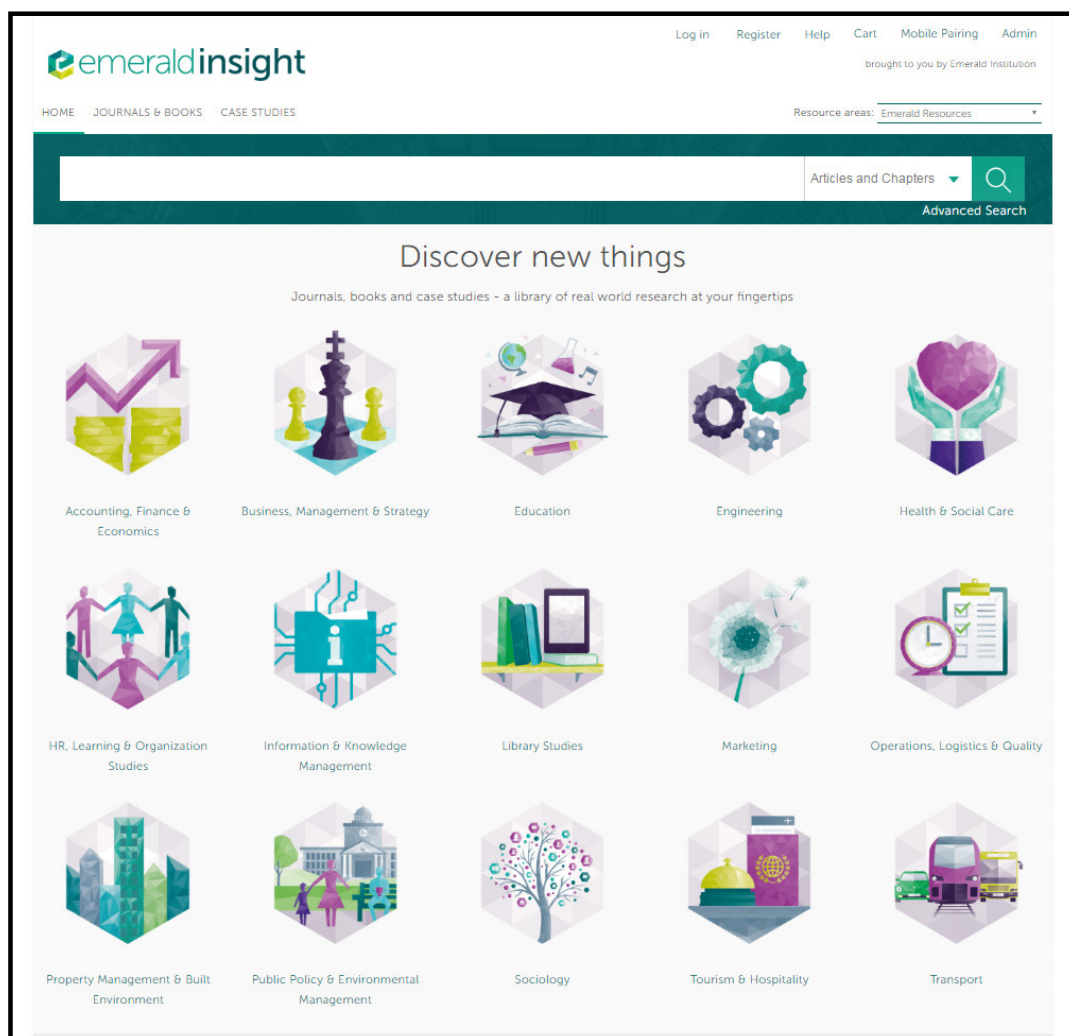 Log in Register Help Cart Mobile Pairing Admin
emeraldinsight
brought to you by Emerald Institution
HOME JOURNALS & BOOKS CASE STUDIES
Resource areas: Emerald Resources
Articles and Chapters
Advanced Search
Discover new things
Journals, books and case studies - a library of real world research at your fingertips
Accounting, Finance &
Economics
Business, Management & Strategy
Education
Engineering
Health & Social Care
HR, Learning & Organization
Studies
Information & Knowledge
Management
Library Studies
Marketing
Operations, Logistics & Quality
Property Management & Built
Environment
Public Policy & Environmental
Management
Sociology
Tourism & Hospitality
Transport